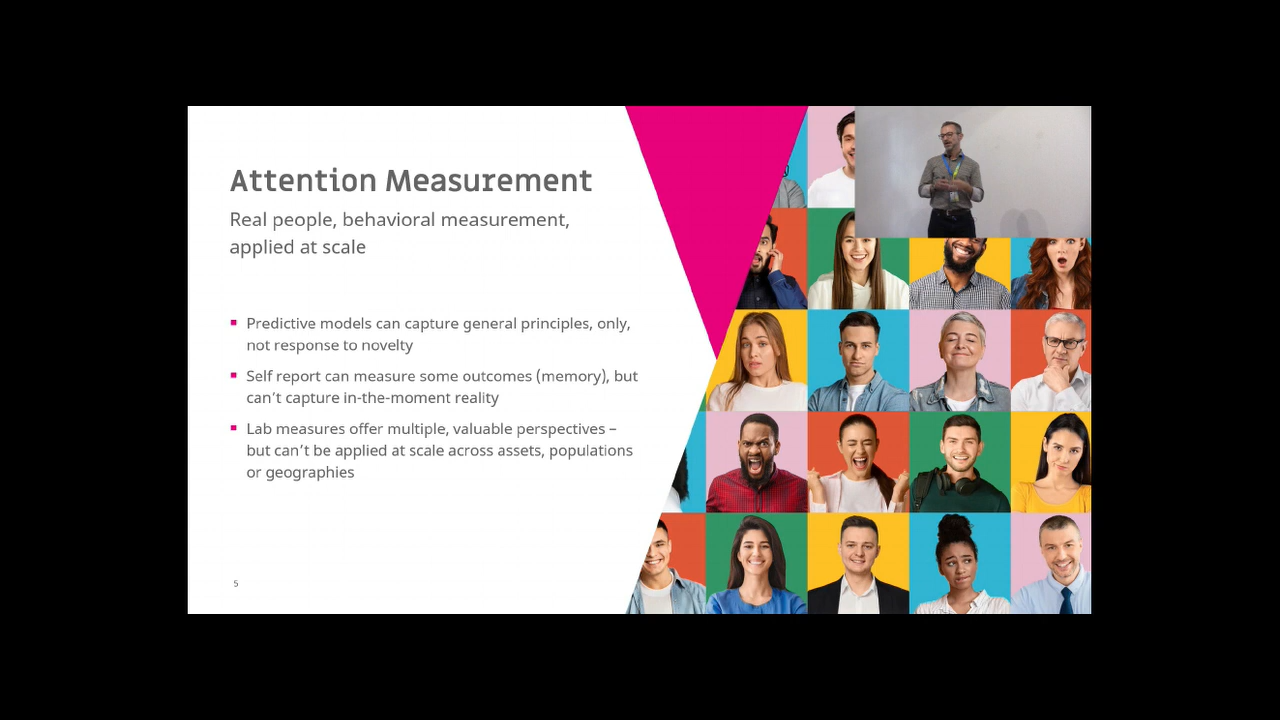 Attention Measurement
Real people, behavioral measurement,
applied at scale
▪ Predictive models can capture general principles, only,
not response to novelty
▪ Self report can measure some outcomes (memory), but
can't capture in-the-moment reality
▪ Lab measures offer multiple, valuable perspectives –
but can't be applied at scale across assets, populations
or geographies
5